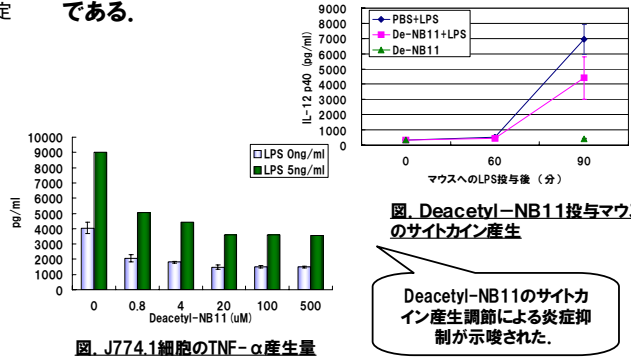 定
である.
9000
8000
7000
6000
5000
4000
3000
2000
1000
0
IL-12 p40 (pg/ml)
PBS+LPS
De-NB11+LPS
De-NB11
0 60 90
マウスへのLPS投与後 (分)
図. Deacetyl-NB11投与マウス
のサイトカイン産生
10000
9000
8000
7000
6000
5000
4000
3000
2000
1000
0
pg/ml
LPS 0ng/ml
LPS 5ng/ml
0 0.8 4 20 100 500
Deacetyl-NB11(uM)
図. J774.1細胞のTNF-α産生量
Deacetyl-NB11のサイトカ
イン産生調節による炎症抑
制が示唆された.